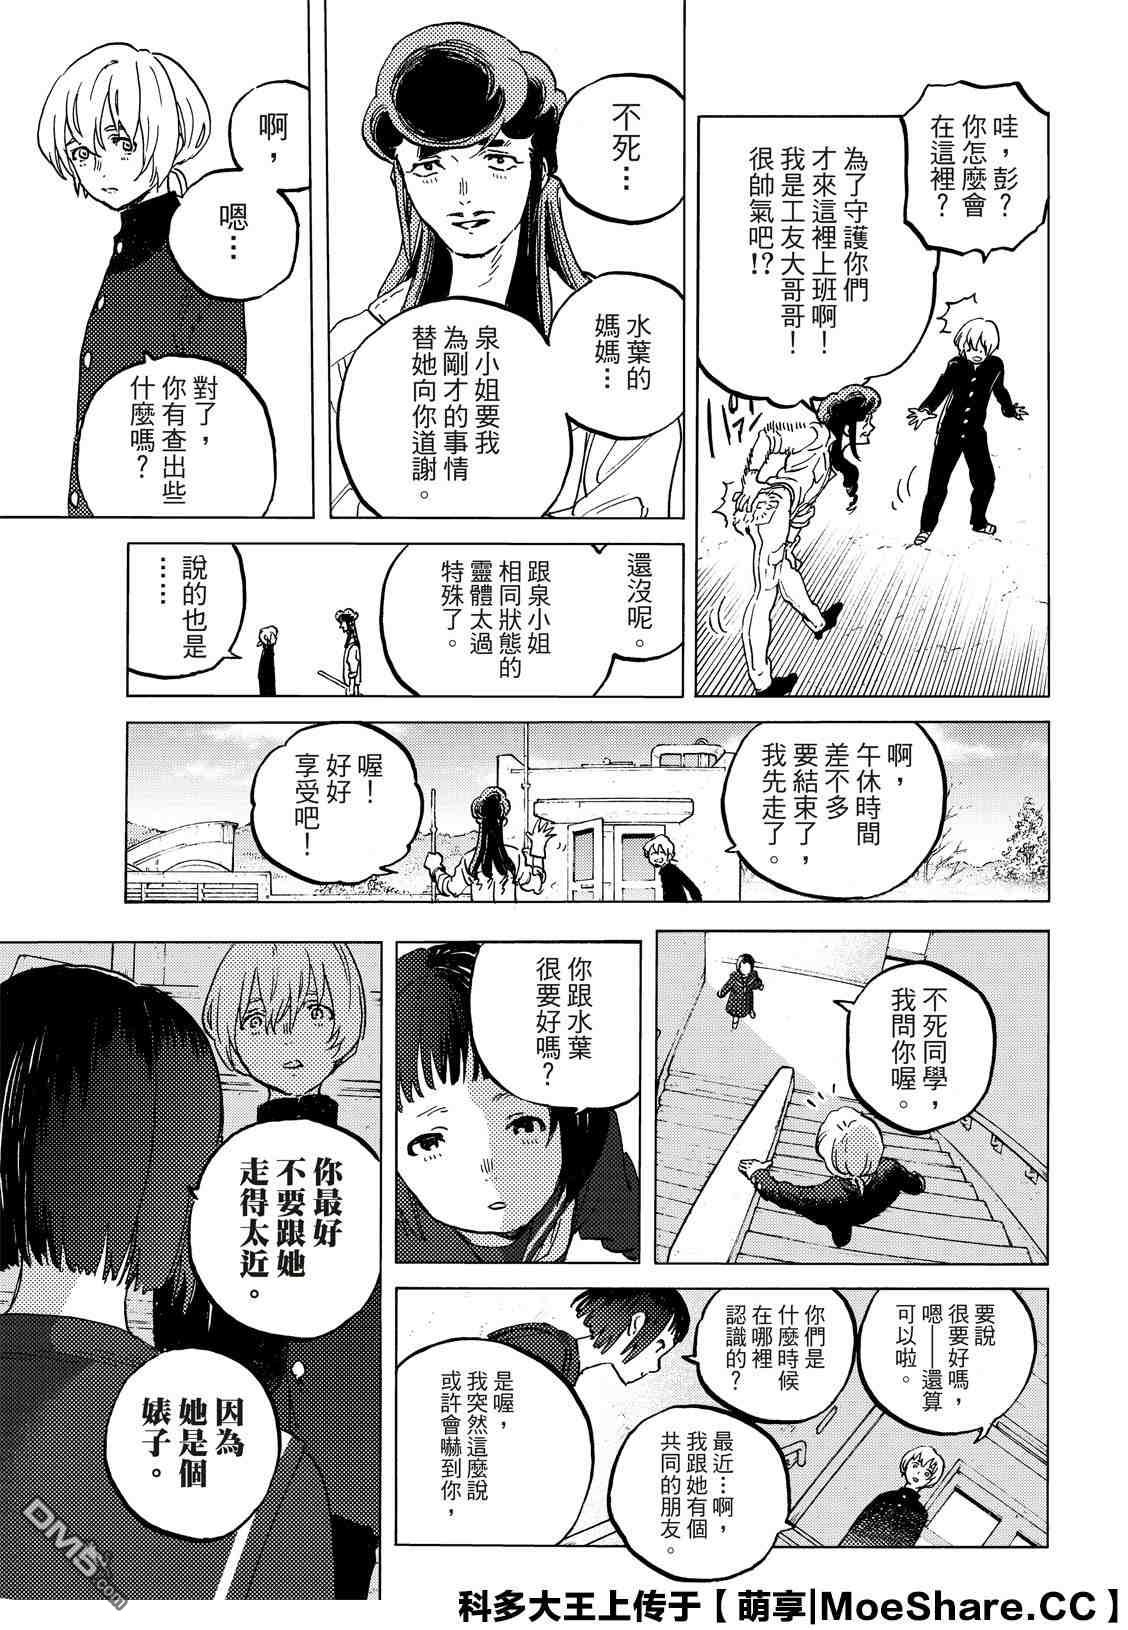 哇，彭？
你怎麼會
在這裡？
為了守護你們
才來這裡上班啊！
我是工友大哥哥！
很帥氣吧!?
不死…
水葉的
媽媽…
泉小姐要我
為剛才的事情
替她向你道謝。
啊，
嗯…
對了，
你有查出些
什麼嗎？
還沒呢。
跟泉小姐
相同狀態的
靈體太過
特殊了。
說的也是
……
啊，
午休時間
差不多
要結束了，
我先走了。
喔！
好好
享受吧！
不死同學，
我問你喔。
你跟水葉
很要好嗎？
你最好
不要跟她
走得太近。
因為
她是個
婊子。
要說
很要好嗎，
嗯——還算
可以啦。
你們是
什麼時候
在哪裡
認識的？
最近…啊，
我跟她有個
共同的朋友。
是喔，
我突然這麼說
或許會嚇到你，
DM5
科多大王上传于【萌享|MoeShare.CC】